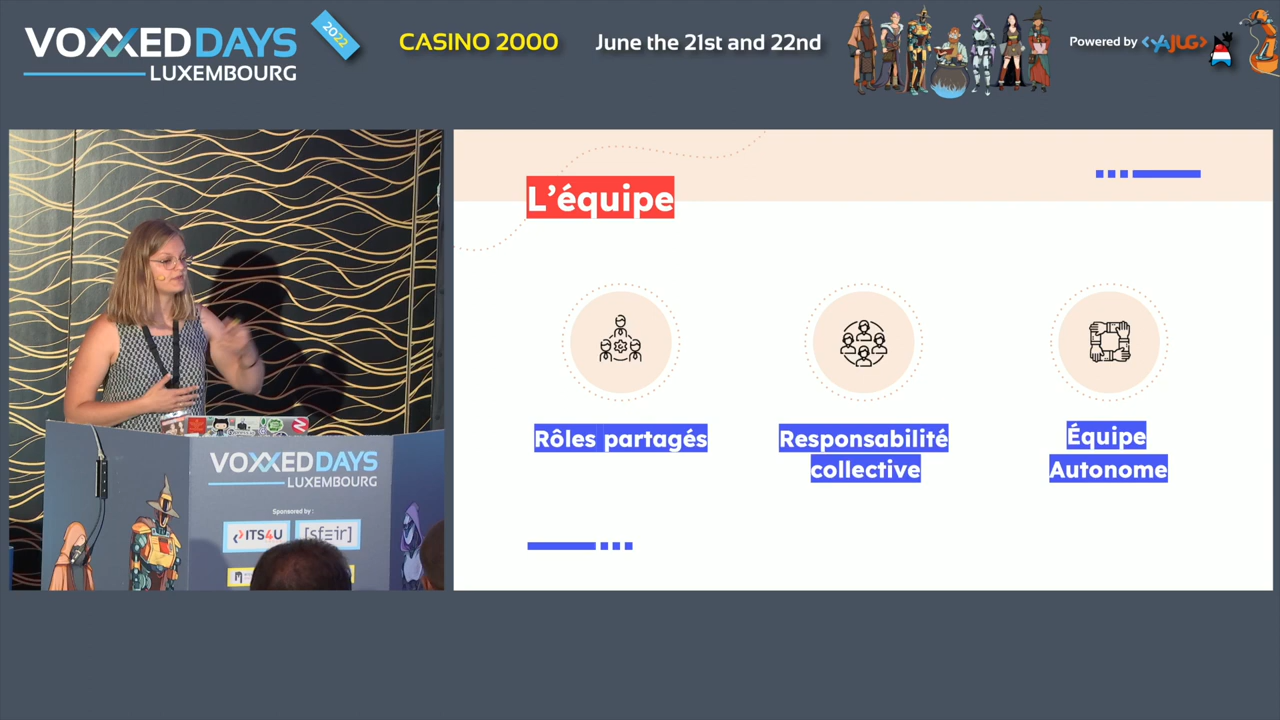 VOXXED DAYS
LUXEMBOURG
2022
CASINO 2000
June the 21st and 22nd
Powered by <YAJUG>
L'équipe
Rôles partagés
Responsabilité
collective
Équipe
Autonome
VOXXED DAYS
LUXEMBOURG
Sponsored by :
ITS4U
[sfeir]